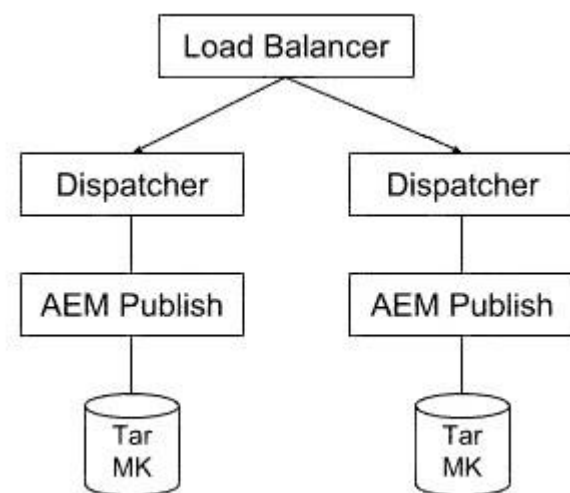 Load Balancer
Dispatcher
Dispatcher
AEM Publish
AEM Publish
Tar
MK
Tar
MK